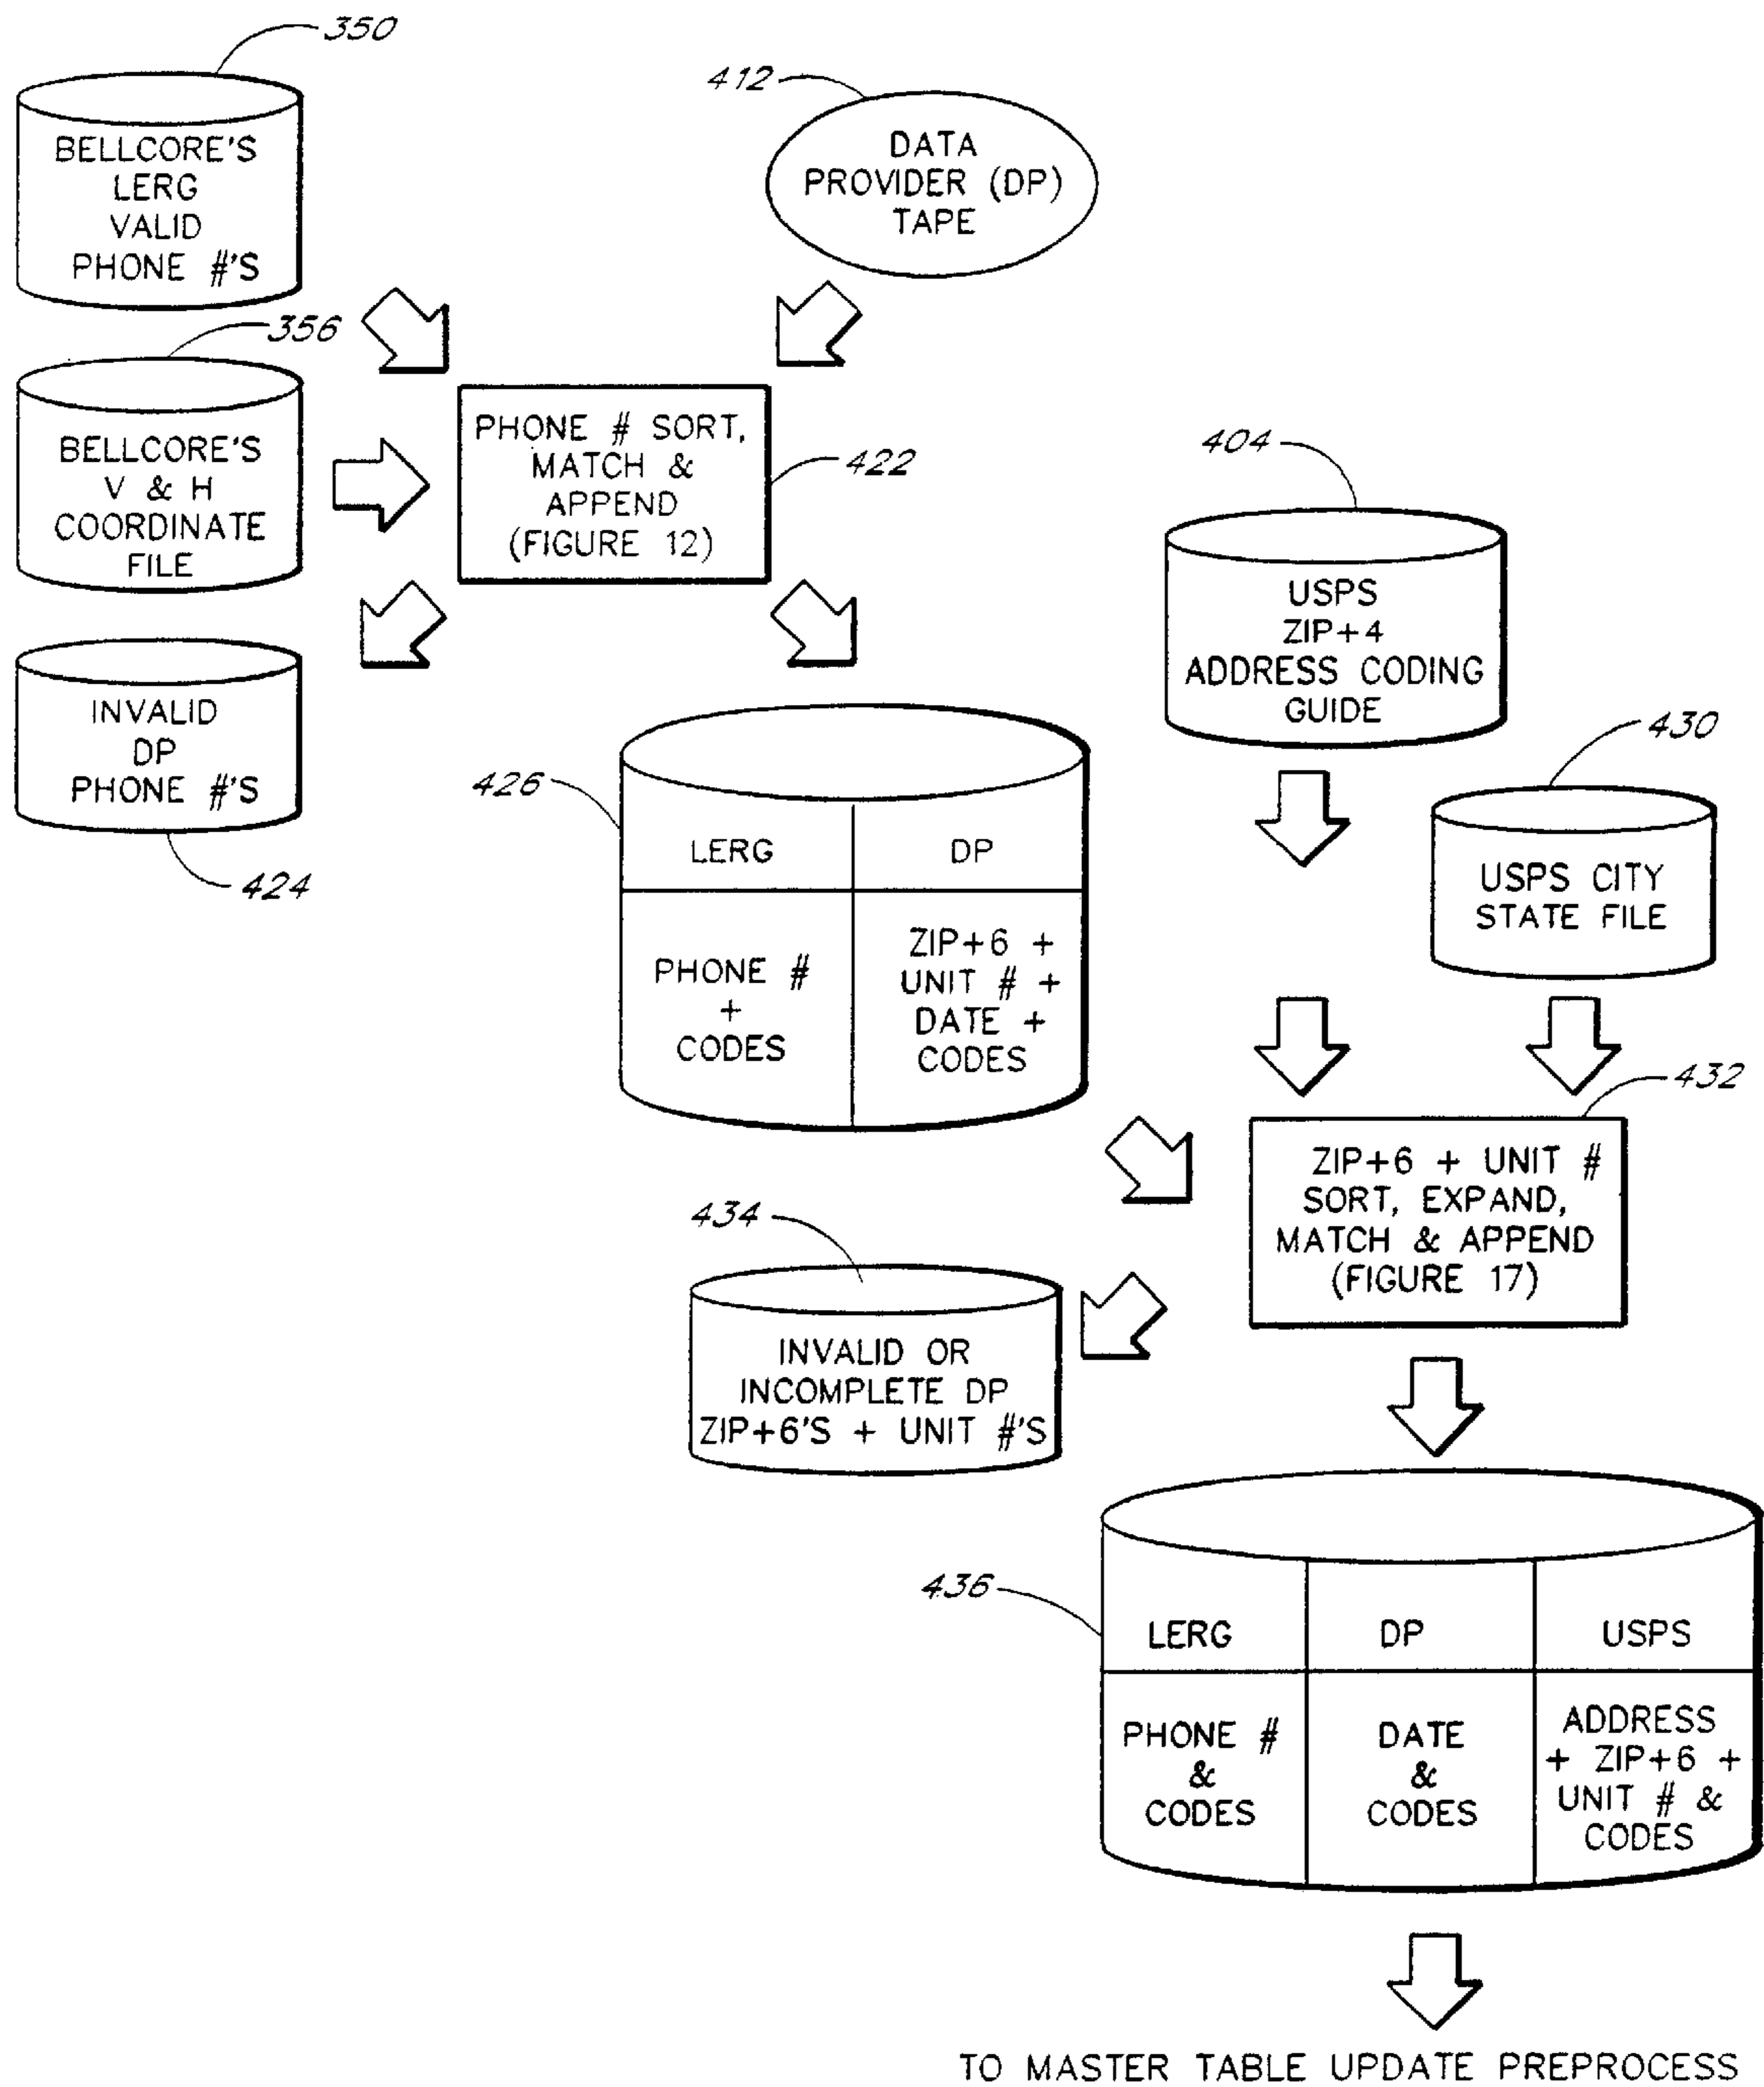 350
BELLCORE'S
LERG
VALID
PHONE #'S
412
DATA
PROVIDER (DP)
TAPE
356
BELLCORE'S
V & H
COORDINATE
FILE
PHONE # SORT,
MATCH &
APPEND
(FIGURE 12)
422
404
USPS
ZIP+4
ADDRESS CODING
GUIDE
INVALID
DP
PHONE #'S
424
426
LERG
DP
PHONE #
+
CODES
ZIP+6 +
UNIT # +
DATE +
CODES
430
USPS CITY
STATE FILE
432
ZIP+6 + UNIT #
SORT, EXPAND,
MATCH & APPEND
(FIGURE 17)
434
INVALID OR
INCOMPLETE DP
ZIP+6'S + UNIT #'S
436
LERG
DP
USPS
PHONE #
&
CODES
DATE
&
CODES
ADDRESS
+ ZIP+6 +
UNIT # &
CODES
TO MASTER TABLE UPDATE PREPROCESS